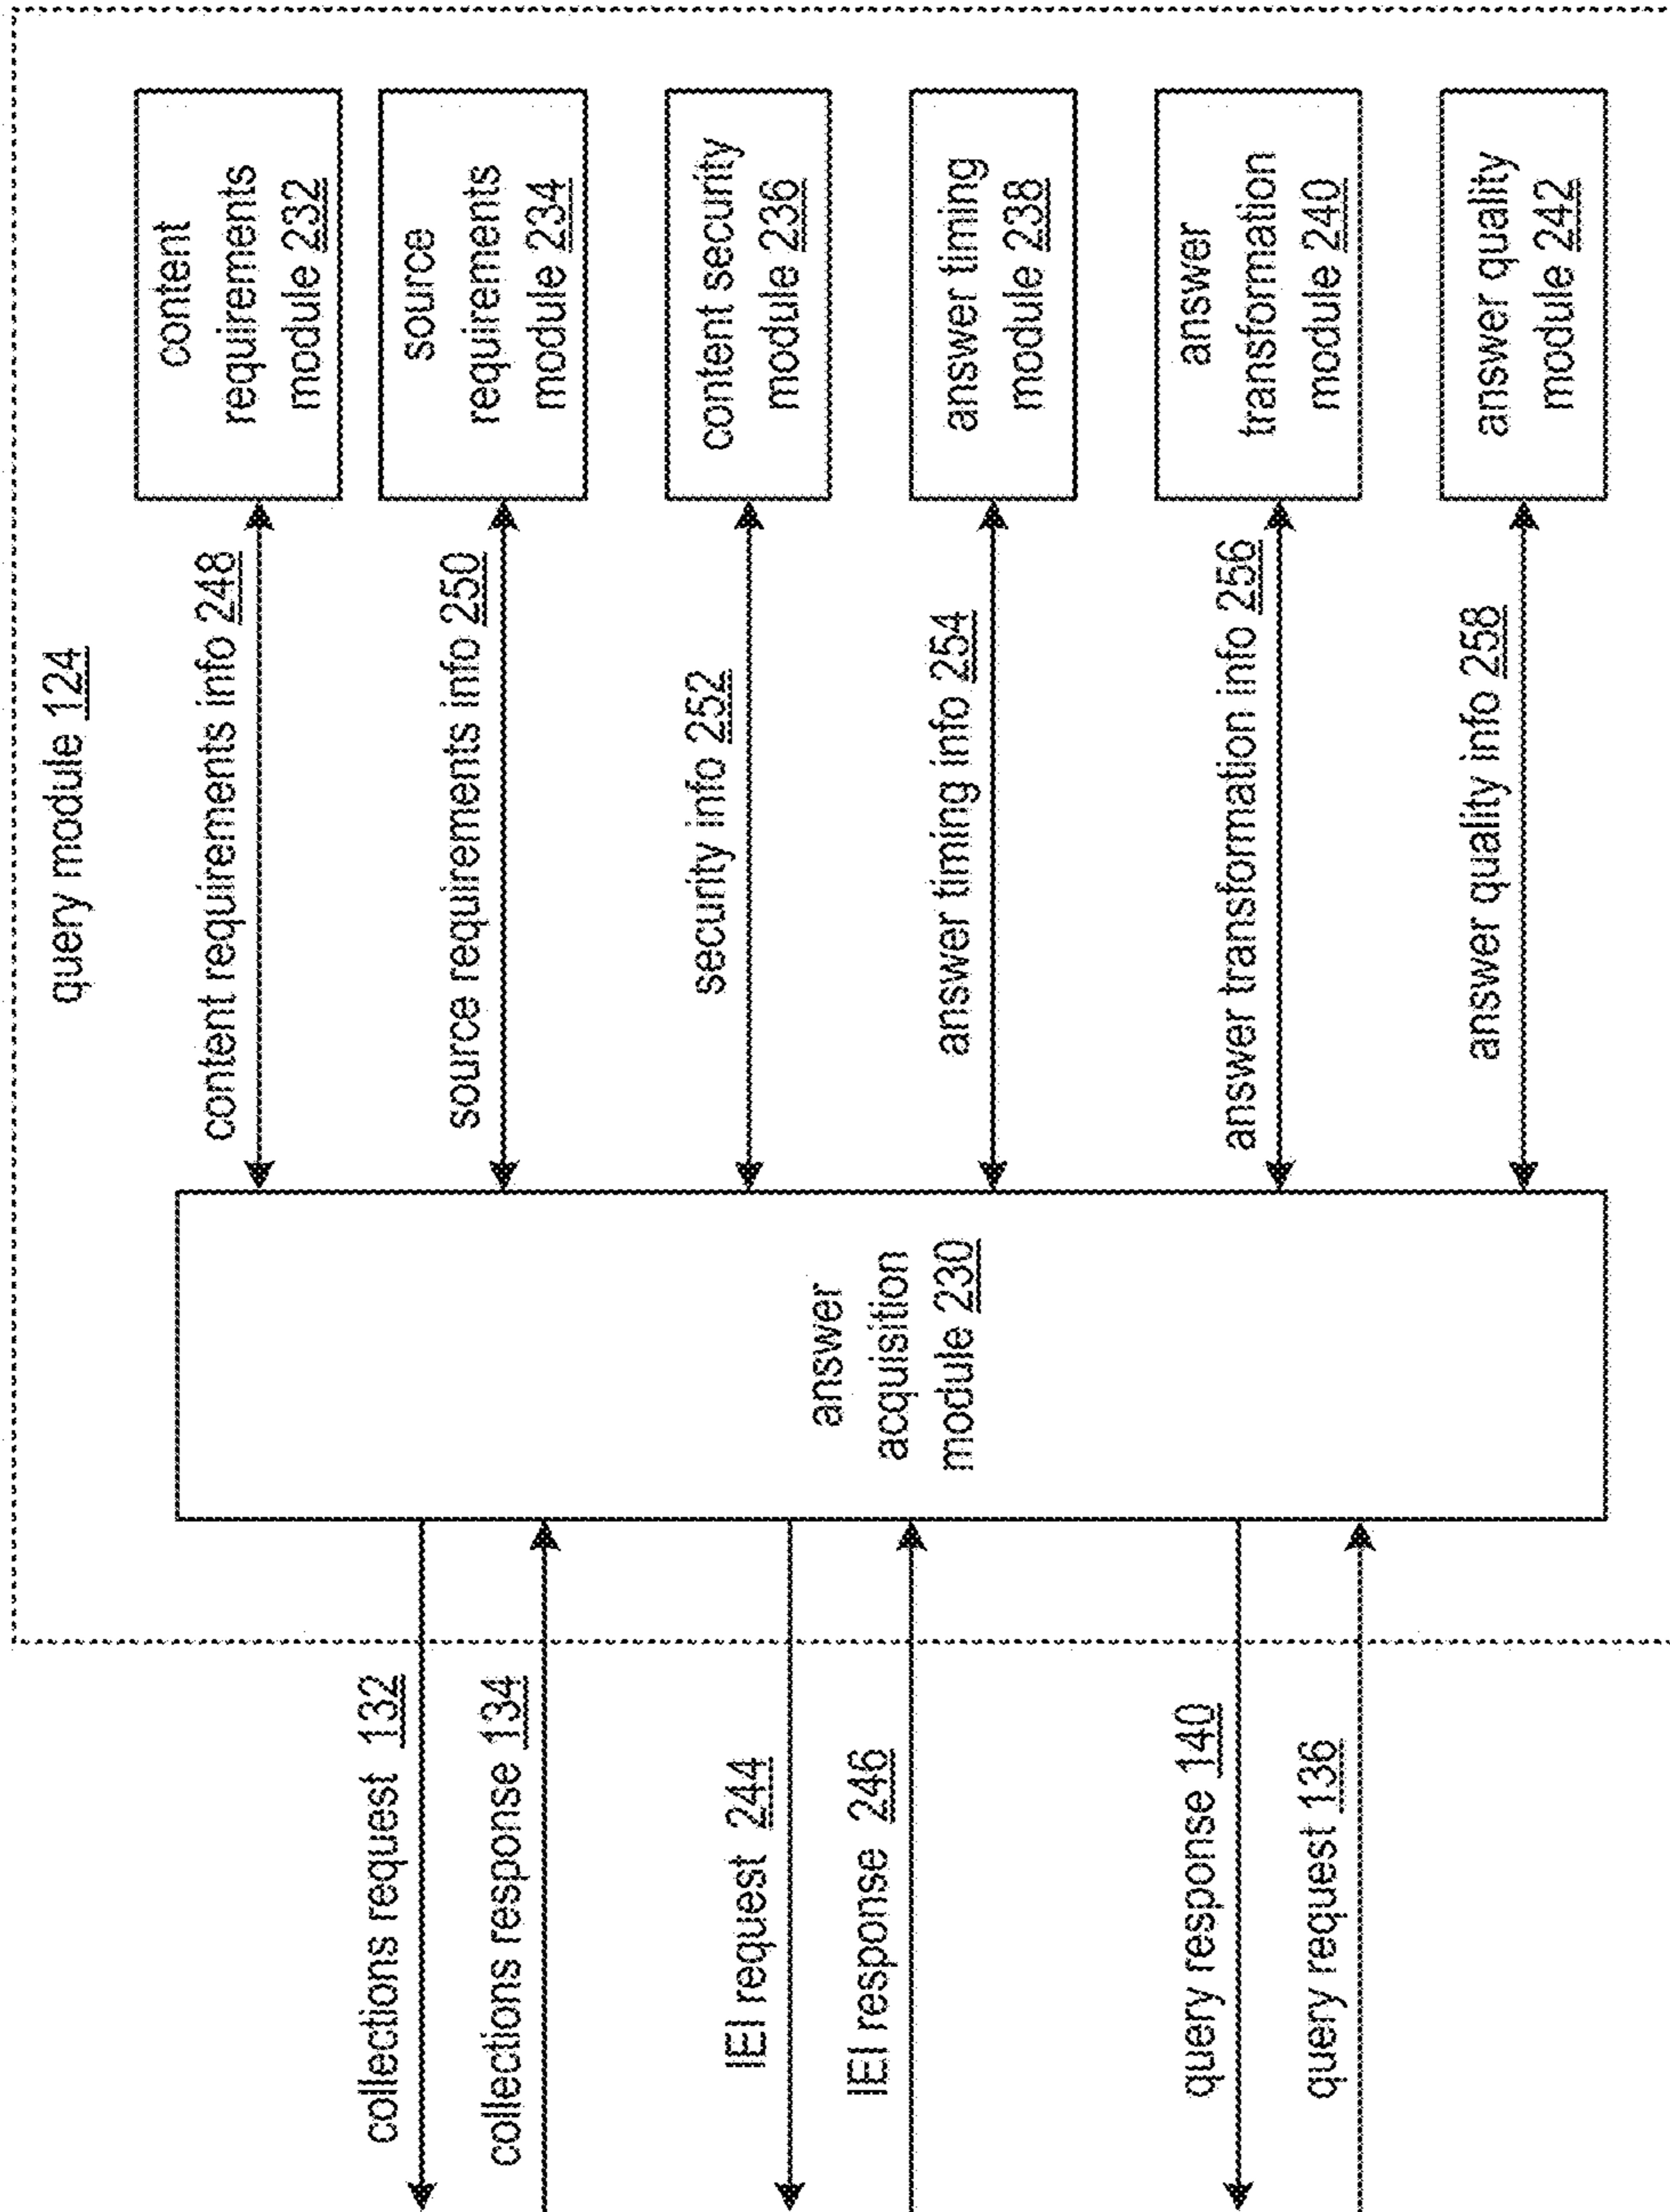 query module 124
collections request 132
collections response 134
IEI request 244
IEI response 246
query response 140
query request 136
answer
acquisition
module 230
content requirements info 248
source requirements info 250
security info 252
answer timing info 254
answer transformation info 256
answer quality info 258
content
requirements
module 232
source
requirements
module 234
content security
module 236
answer timing
module 238
answer
transformation
module 240
answer quality
module 242